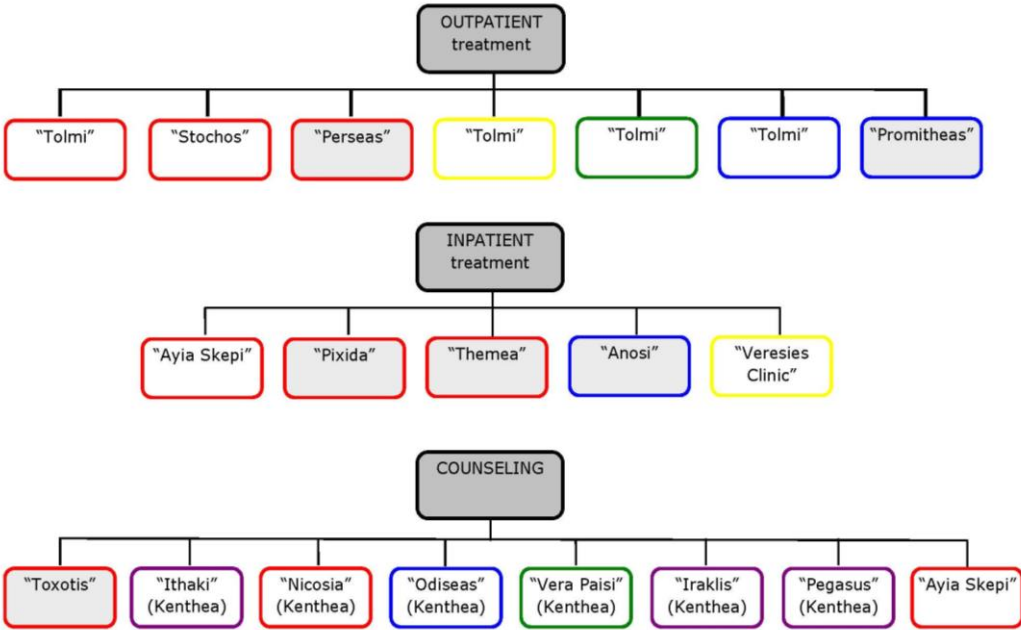 OUTPATIENT
treatment
“Tolmi”
“Stochos”
“Perseas”
“Tolmi”
“Tolmi”
“Tolmi”
“Promitheas”
INPATIENT
treatment
“Ayia Skepi”
“Pixida”
“Themea”
“Anosi”
“Veresies
Clinic”
COUNSELING
“Toxotis”
“Ithaki”
(Kenthea)
“Nicosia”
(Kenthea)
“Odiseas”
(Kenthea)
“Vera Paisi”
(Kenthea)
“Iraklis”
(Kenthea)
“Pegasus”
(Kenthea)
“Ayia Skepi”